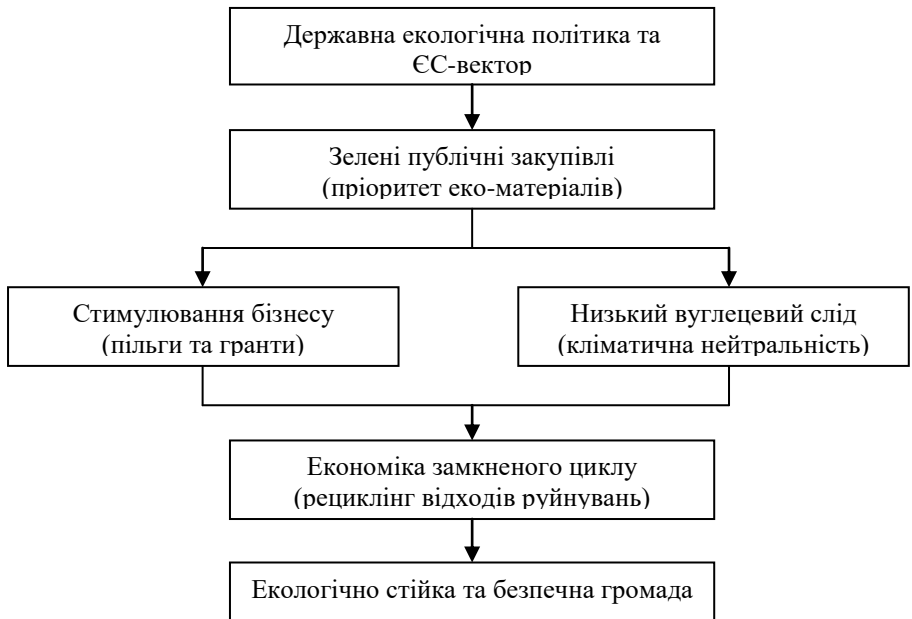 Державна екологічна політика та
ЄС-вектор
Зелені публічні закупівлі
(пріоритет еко-матеріалів)
Стимулювання бізнесу
(пільги та гранти)
Низький вуглецевий слід
(кліматична нейтральність)
Економіка замкненого циклу
(рециклінг відходів руйнувань)
Екологічно стійка та безпечна громада